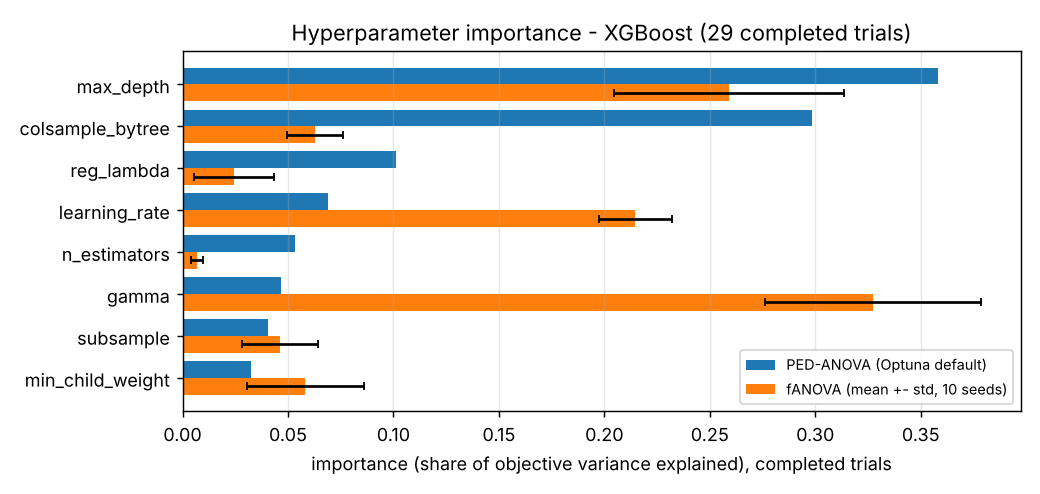 Hyperparameter importance - XGBoost (29 completed trials)
max_depth
colsample_bytree
reg_lambda
learning_rate
n_estimators
gamma
subsample
min_child_weight
PED-ANOVA (Optuna default)
fANOVA (mean +- std, 10 seeds)
0.00 0.05 0.10 0.15 0.20 0.25 0.30 0.35
importance (share of objective variance explained), completed trials